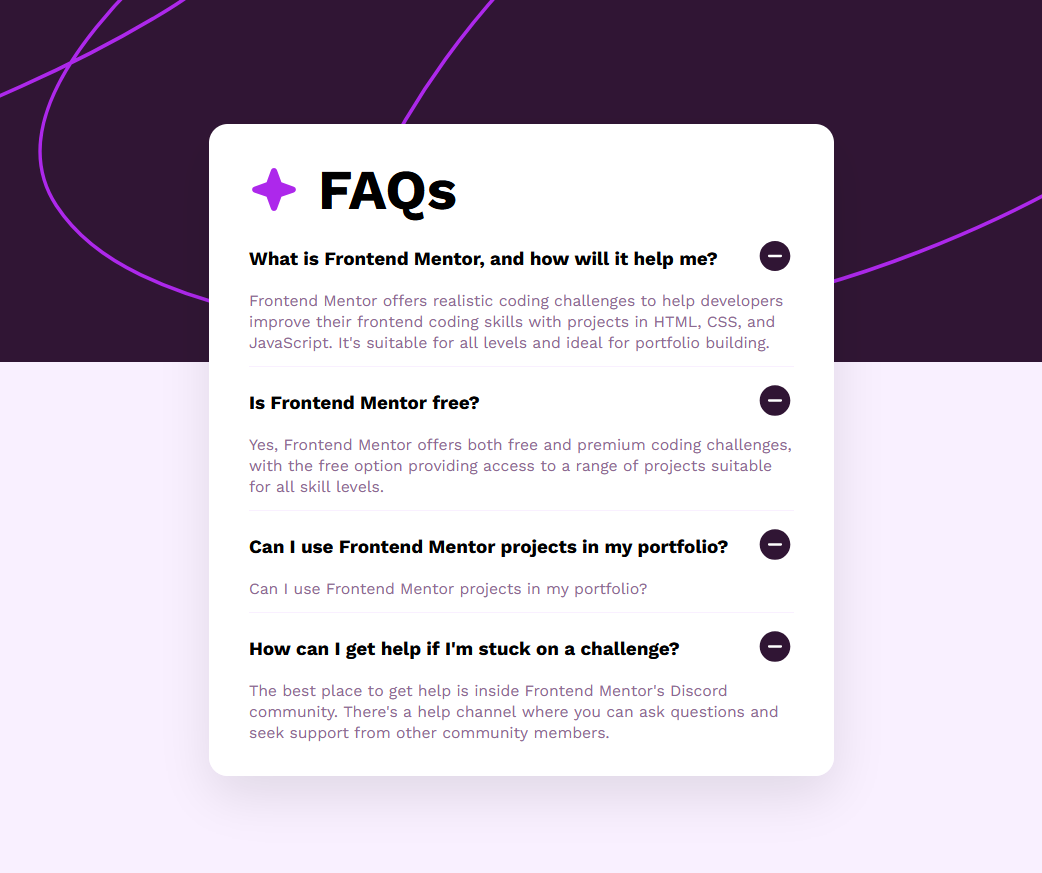 FAQs
What is Frontend Mentor, and how will it help me?
Frontend Mentor offers realistic coding challenges to help developers
improve their frontend coding skills with projects in HTML, CSS, and
JavaScript. It's suitable for all levels and ideal for portfolio building.
Is Frontend Mentor free?
Yes, Frontend Mentor offers both free and premium coding challenges,
with the free option providing access to a range of projects suitable
for all skill levels.
Can I use Frontend Mentor projects in my portfolio?
Can I use Frontend Mentor projects in my portfolio?
How can I get help if I'm stuck on a challenge?
The best place to get help is inside Frontend Mentor's Discord
community. There's a help channel where you can ask questions and
seek support from other community members.